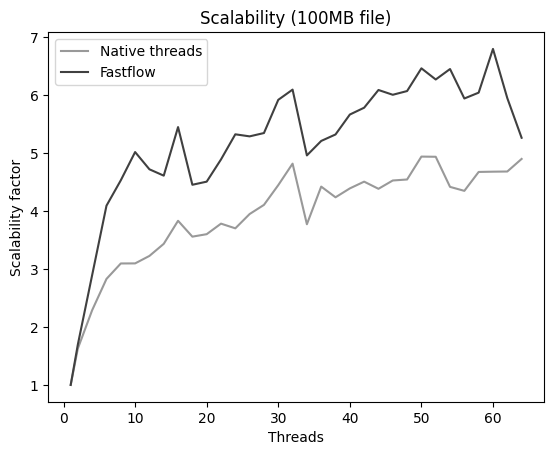 Scalability (100MB file)
Native threads
Fastflow
7
6
5
4
3
2
1
Scalability factor
0 10 20 30 40 50 60
Threads